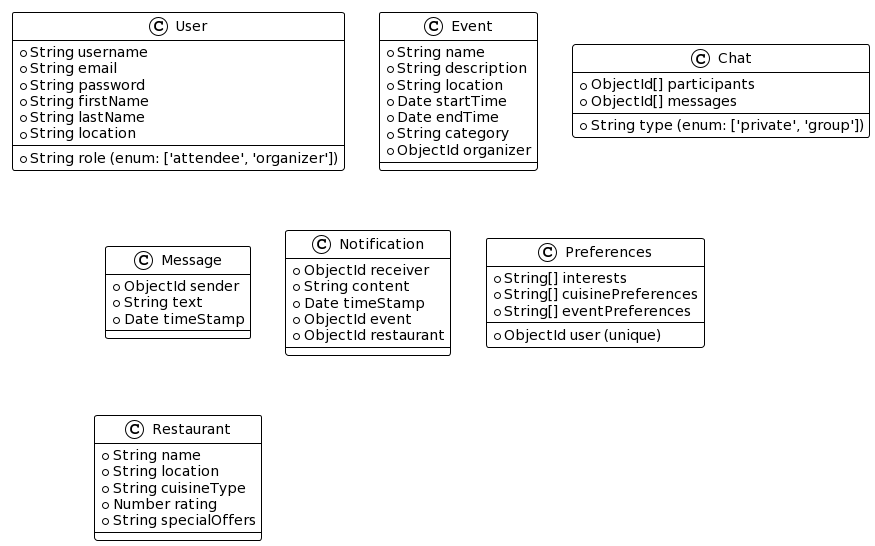 C User
String username
String email
String password
String firstName
String lastName
String location
String role (enum: ['attendee', 'organizer'])
C Event
String name
String description
String location
Date startTime
Date endTime
String category
ObjectId organizer
C Chat
ObjectId[] participants
ObjectId[] messages
String type (enum: ['private', 'group'])
C Message
ObjectId sender
String text
Date timeStamp
C Notification
ObjectId receiver
String content
Date timeStamp
ObjectId event
ObjectId restaurant
C Preferences
String[] interests
String[] cuisinePreferences
String[] eventPreferences
ObjectId user (unique)
C Restaurant
String name
String location
String cuisineType
Number rating
String specialOffers